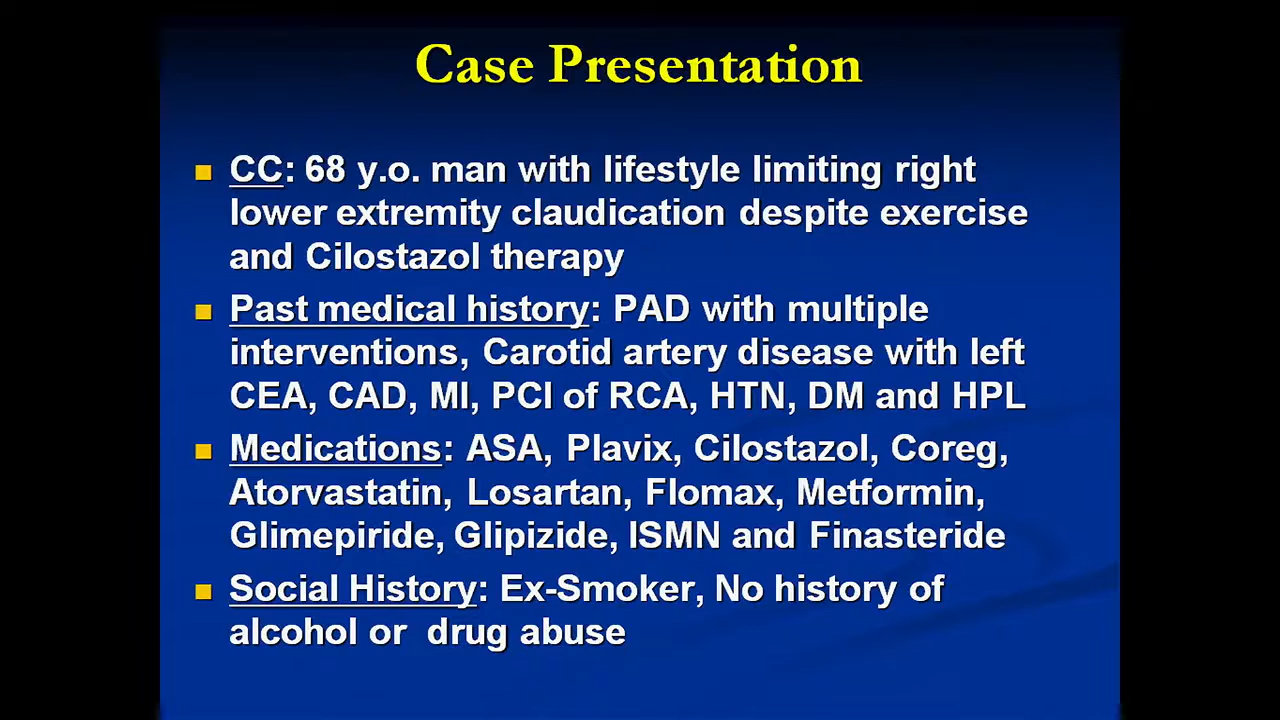 Case Presentation
CC: 68 y.o. man with lifestyle limiting right
lower extremity claudication despite exercise
and Cilostazol therapy
Past medical history: PAD with multiple
interventions, Carotid artery disease with left
CEA, CAD, MI, PCI of RCA, HTN, DM and HPL
Medications: ASA, Plavix, Cilostazol, Coreg,
Atorvastatin, Losartan, Flomax, Metformin,
Glimepiride, Glipizide, ISMN and Finasteride
Social History: Ex-Smoker, No history of
alcohol or  drug abuse